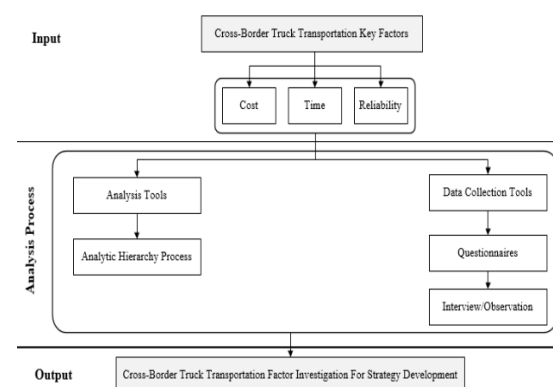 Input
Cross-Border Truck Transportation Key Factors
Cost
Time
Reliability
Analysis Process
Analysis Tools
Data Collection Tools
Analytic Hierarchy Process
Questionnaires
Interview/Observation
Output
Cross-Border Truck Transportation Factor Investigation For Strategy Development